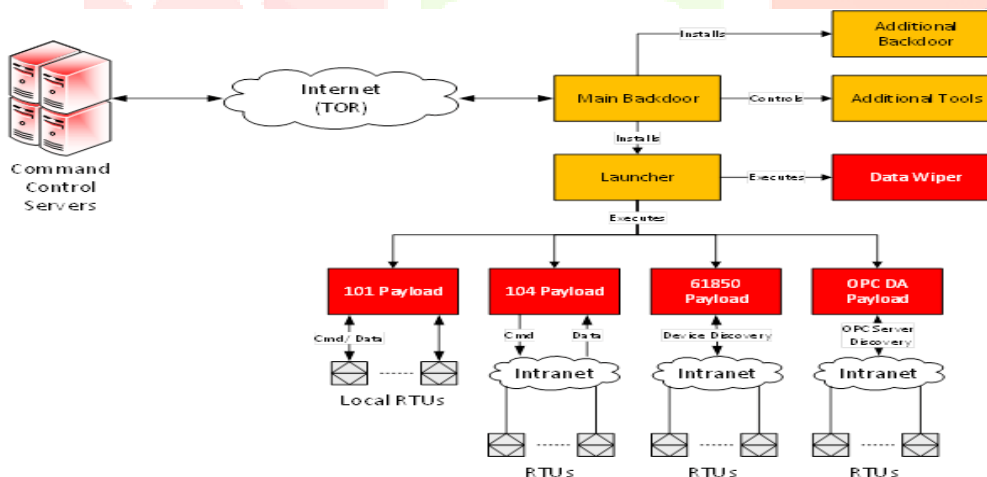 Additional
Backdoor
Installs
Internet
(TOR)
Main Backdoor
Controls
Additional Tools
Installs
Command
Control
Servers
Launcher
Executes
Data Wiper
Executes
101 Payload
104 Payload
61850
Payload
OPC DA
Payload
Cmd/ Data
Cmd
Data
Device Discovery
OPC Server
Discovery
Intranet
Intranet
Intranet
Local RTUs
RTUs
RTUs
RTUs